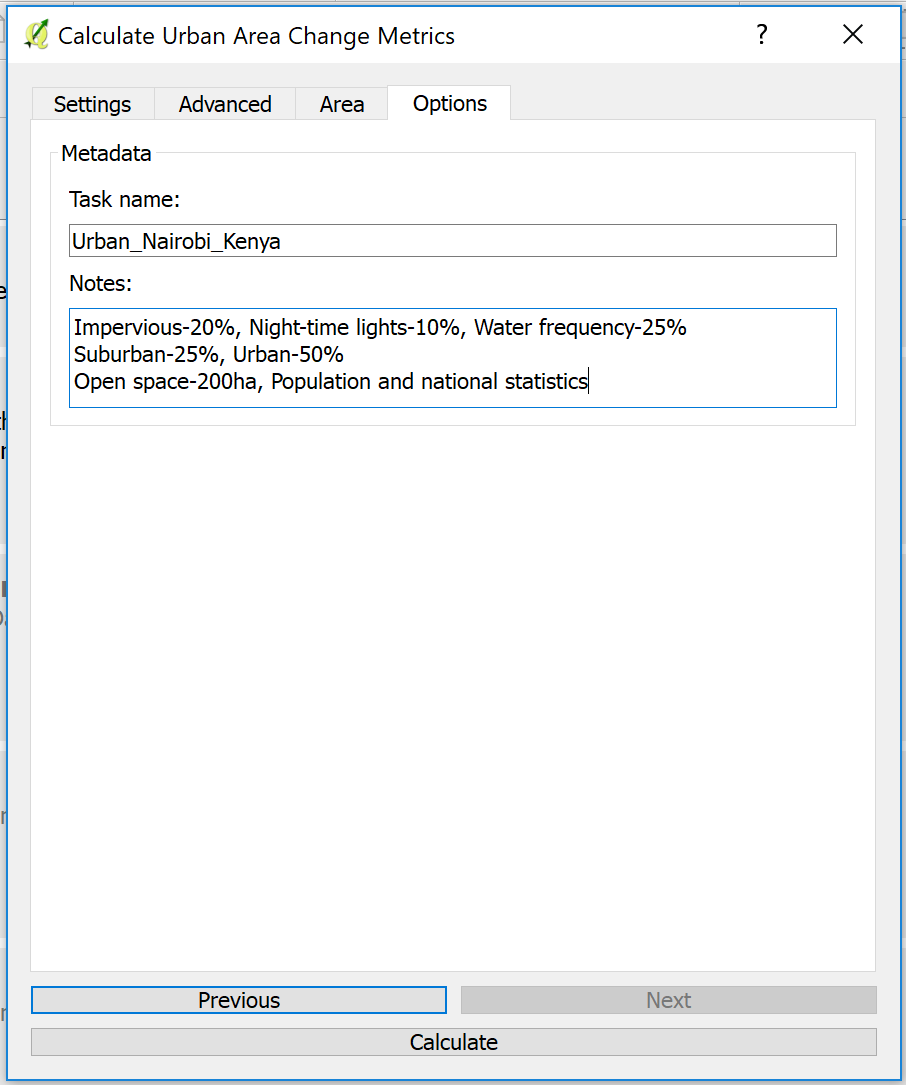 Calculate Urban Area Change Metrics ?
Settings Advanced Area Options
Metadata
Task name:
Urban_Nairobi_Kenya
Notes:
Impervious-20%, Night-time lights-10%, Water frequency-25%
Suburban-25%, Urban-50%
Open space-200ha, Population and national statistics
Previous Next
Calculate